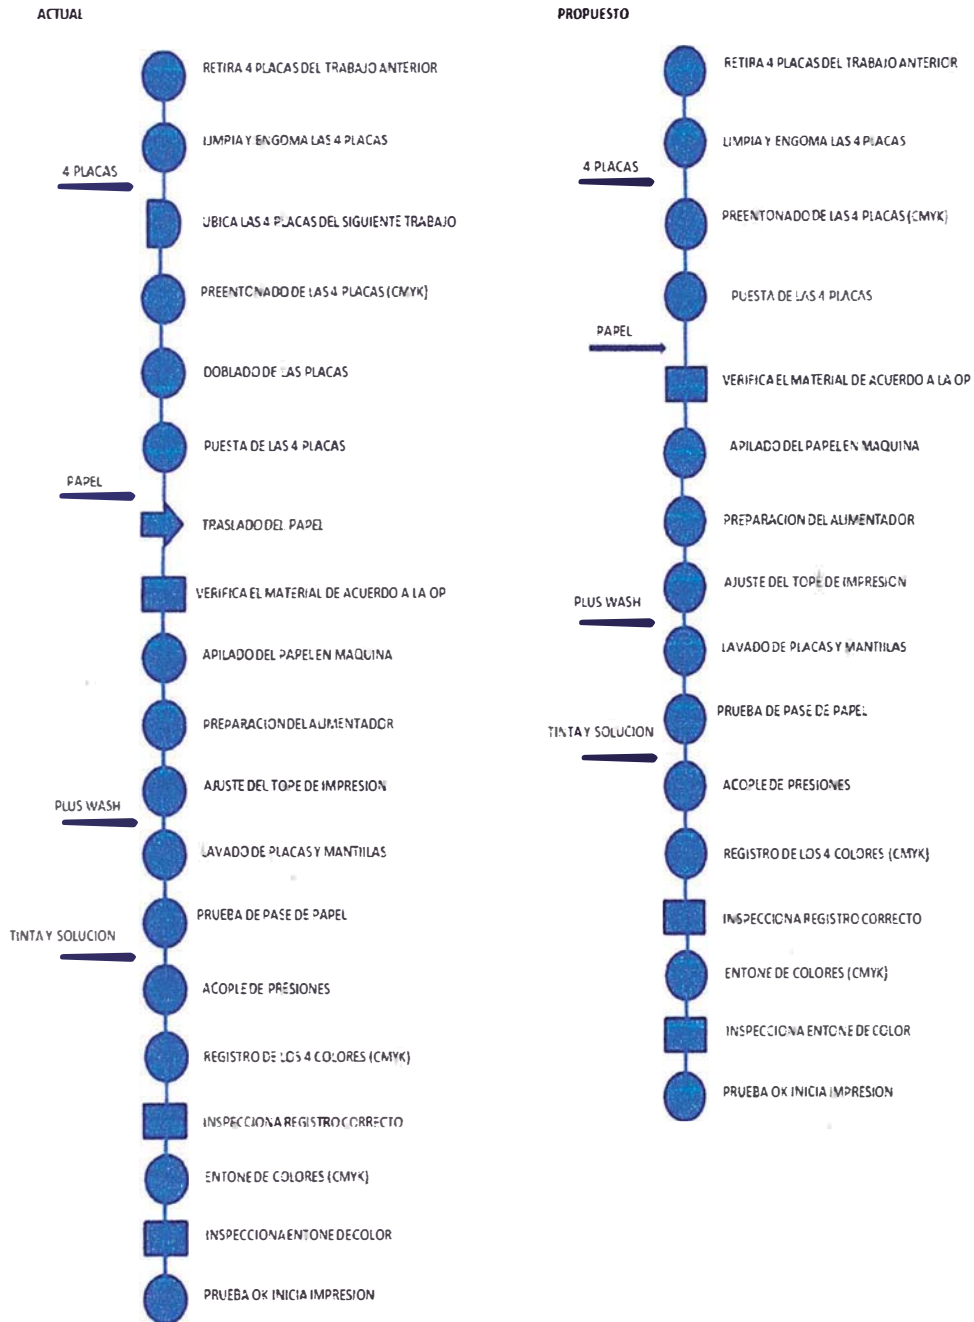 ACTUAL
RETIRA 4 PLACAS DEL TRABAJO ANTERIOR
LIMPIA Y ENGOMA LAS 4 PLACAS
4 PLACAS
UBICA LAS 4 PLACAS DEL SIGUIENTE TRABAJO
PREENTONADO DE LAS 4 PLACAS (CMYK)
DOBLADO DE LAS PLACAS
PUESTA DE LAS 4 PLACAS
PAPEL
TRASLADO DEL PAPEL
VERIFICA EL MATERIAL DE ACUERDO A LA OP
APILADO DEL PAPEL EN MAQUINA
PREPARACION DEL ALIMENTADOR
AJUSTE DEL TOPE DE IMPRESION
PLUS WASH
LAVADO DE PLACAS Y MANTILLAS
PRUEBA DE PASE DE PAPEL
TINTA Y SOLUCION
ACOPLE DE PRESIONES
REGISTRO DE LOS 4 COLORES (CMYK)
INSPECCIONA REGISTRO CORRECTO
ENTONE DE COLORES (CMYK)
INSPECCIONA ENTONE DE COLOR
PRUEBA OK INICIA IMPRESION
PROPUESTO
RETIRA 4 PLACAS DEL TRABAJO ANTERIOR
LIMPIA Y ENGOMA LAS 4 PLACAS
4 PLACAS
PREENTONADO DE LAS 4 PLACAS (CMYK)
PUESTA DE LAS 4 PLACAS
PAPEL
VERIFICA EL MATERIAL DE ACUERDO A LA OP
APILADO DEL PAPEL EN MAQUINA
PREPARACION DEL ALIMENTADOR
AJUSTE DEL TOPE DE IMPRESION
PLUS WASH
LAVADO DE PLACAS Y MANTILLAS
PRUEBA DE PASE DE PAPEL
TINTA Y SOLUCION
ACOPLE DE PRESIONES
REGISTRO DE LOS 4 COLORES (CMYK)
INSPECCIONA REGISTRO CORRECTO
ENTONE DE COLORES (CMYK)
INSPECCIONA ENTONE DE COLOR
PRUEBA OK INICIA IMPRESION